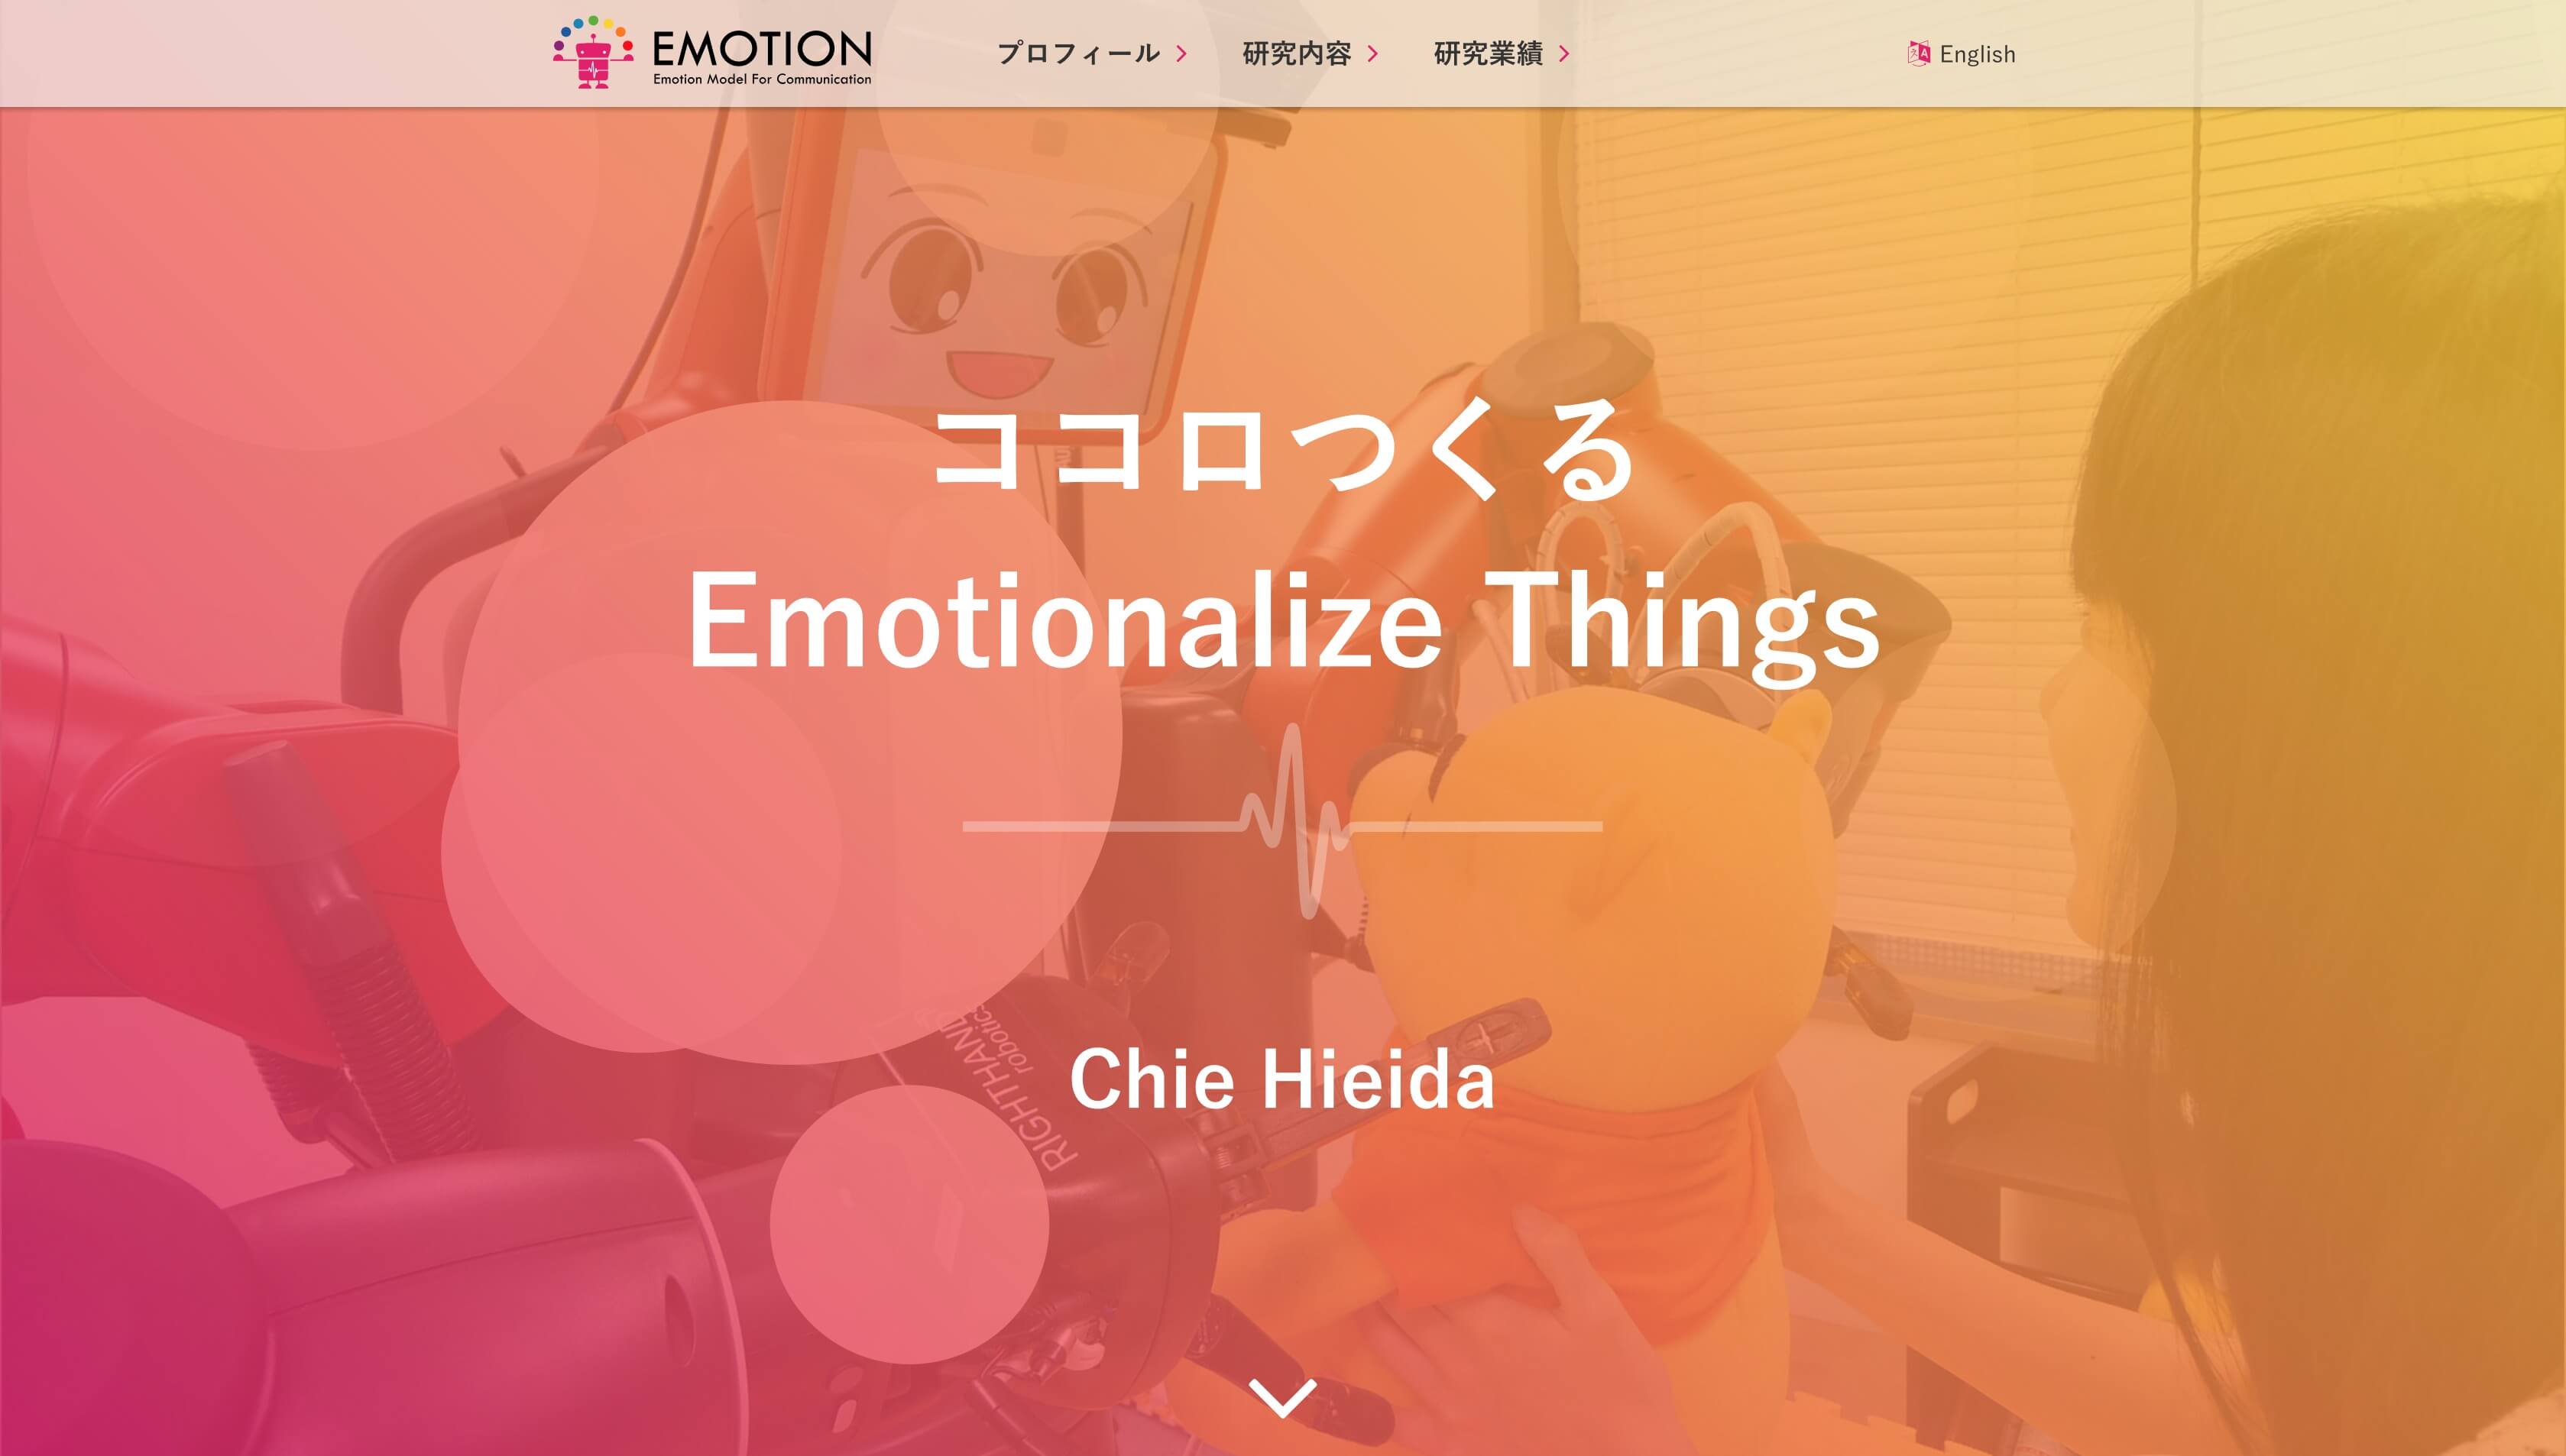 EMOTION
Emotion Model For Communication
プロフィール
研究内容
研究業績
English
ココロつくる
Emotionalize Things
Chie Hieida
RIGHTHAND
robotics